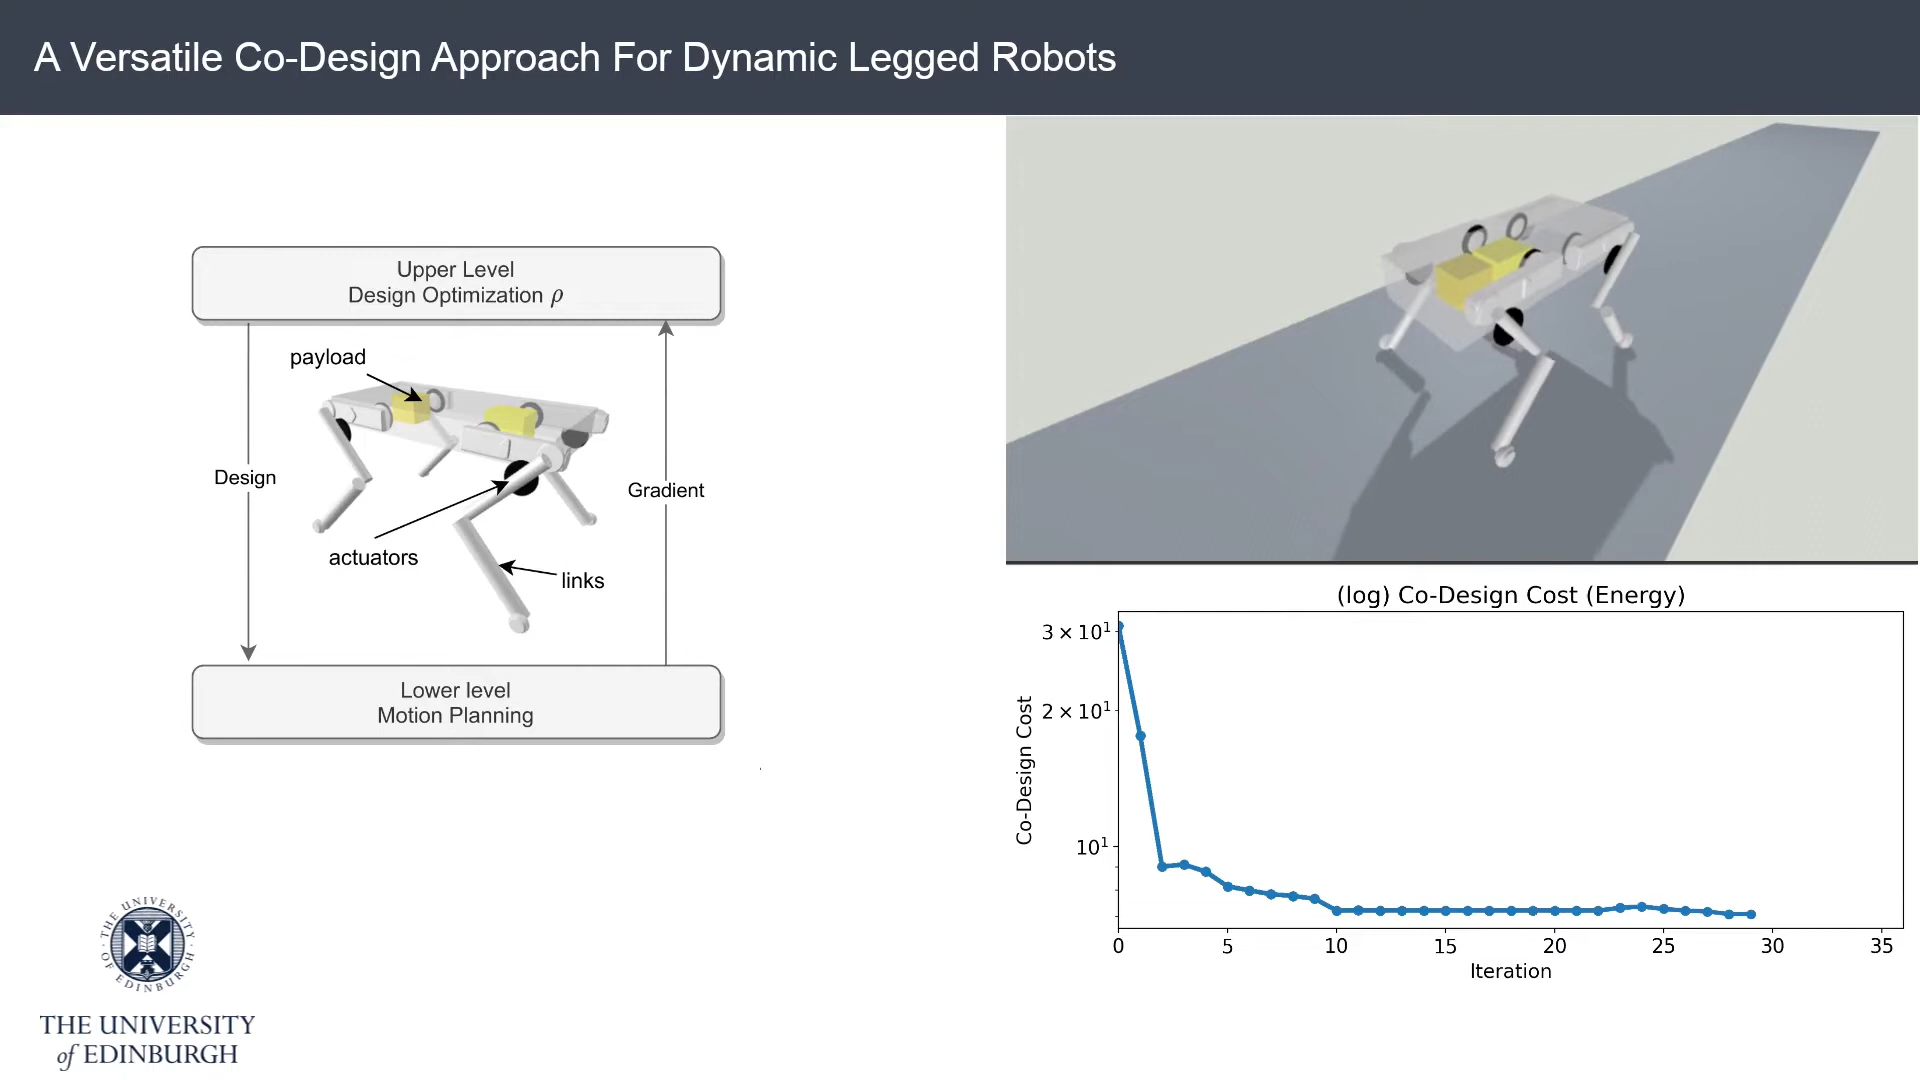 A Versatile Co-Design Approach For Dynamic Legged Robots
Upper Level
Design Optimization ρ
payload
Design
Gradient
actuators
links
Lower level
Motion Planning
(log) Co-Design Cost (Energy)
3 × 10¹
2 × 10¹
10¹
Co-Design Cost
0 5 10 15 20 25 30 35
Iteration
THE UNIVERSITY OF EDINBURGH
THE UNIVERSITY
of EDINBURGH